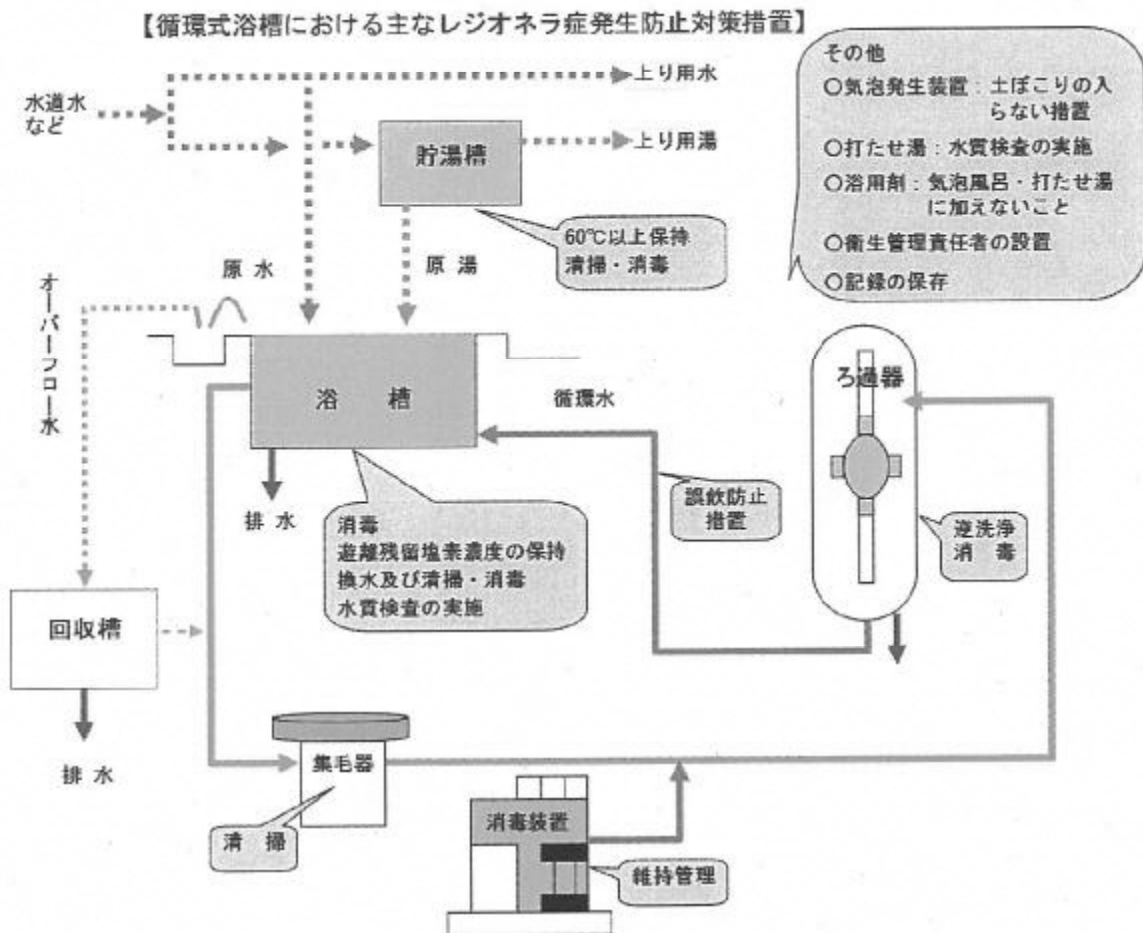 【循環式浴槽における主なレジオネラ症発生防止対策措置】
その他
○気泡発生装置：土ぼこりの入
らない措置
○打たせ湯：水質検査の実施
○浴用剤：気泡風呂・打たせ湯
に加えないこと
○衛生管理責任者の設置
○記録の保存
水道水
など
上り用水
貯湯槽
上り用湯
60℃以上保持
清掃・消毒
原水
原湯
オーバーフロー水
浴槽
循環水
ろ過器
排水
誤飲防止
措置
逆洗浄
消毒
消毒
遊離残留塩素濃度の保持
換水及び清掃・消毒
水質検査の実施
回収槽
排水
集毛器
清掃
消毒装置
維持管理